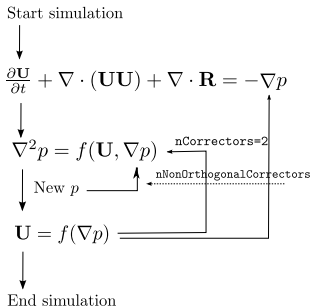 Start simulation
∂U/∂t + ∇ · (UU) + ∇ · R = −∇p
nCorrectors=2
∇²p = f(U, ∇p)
nNonOrthogonalCorrectors
New p
U = f(∇p)
End simulation